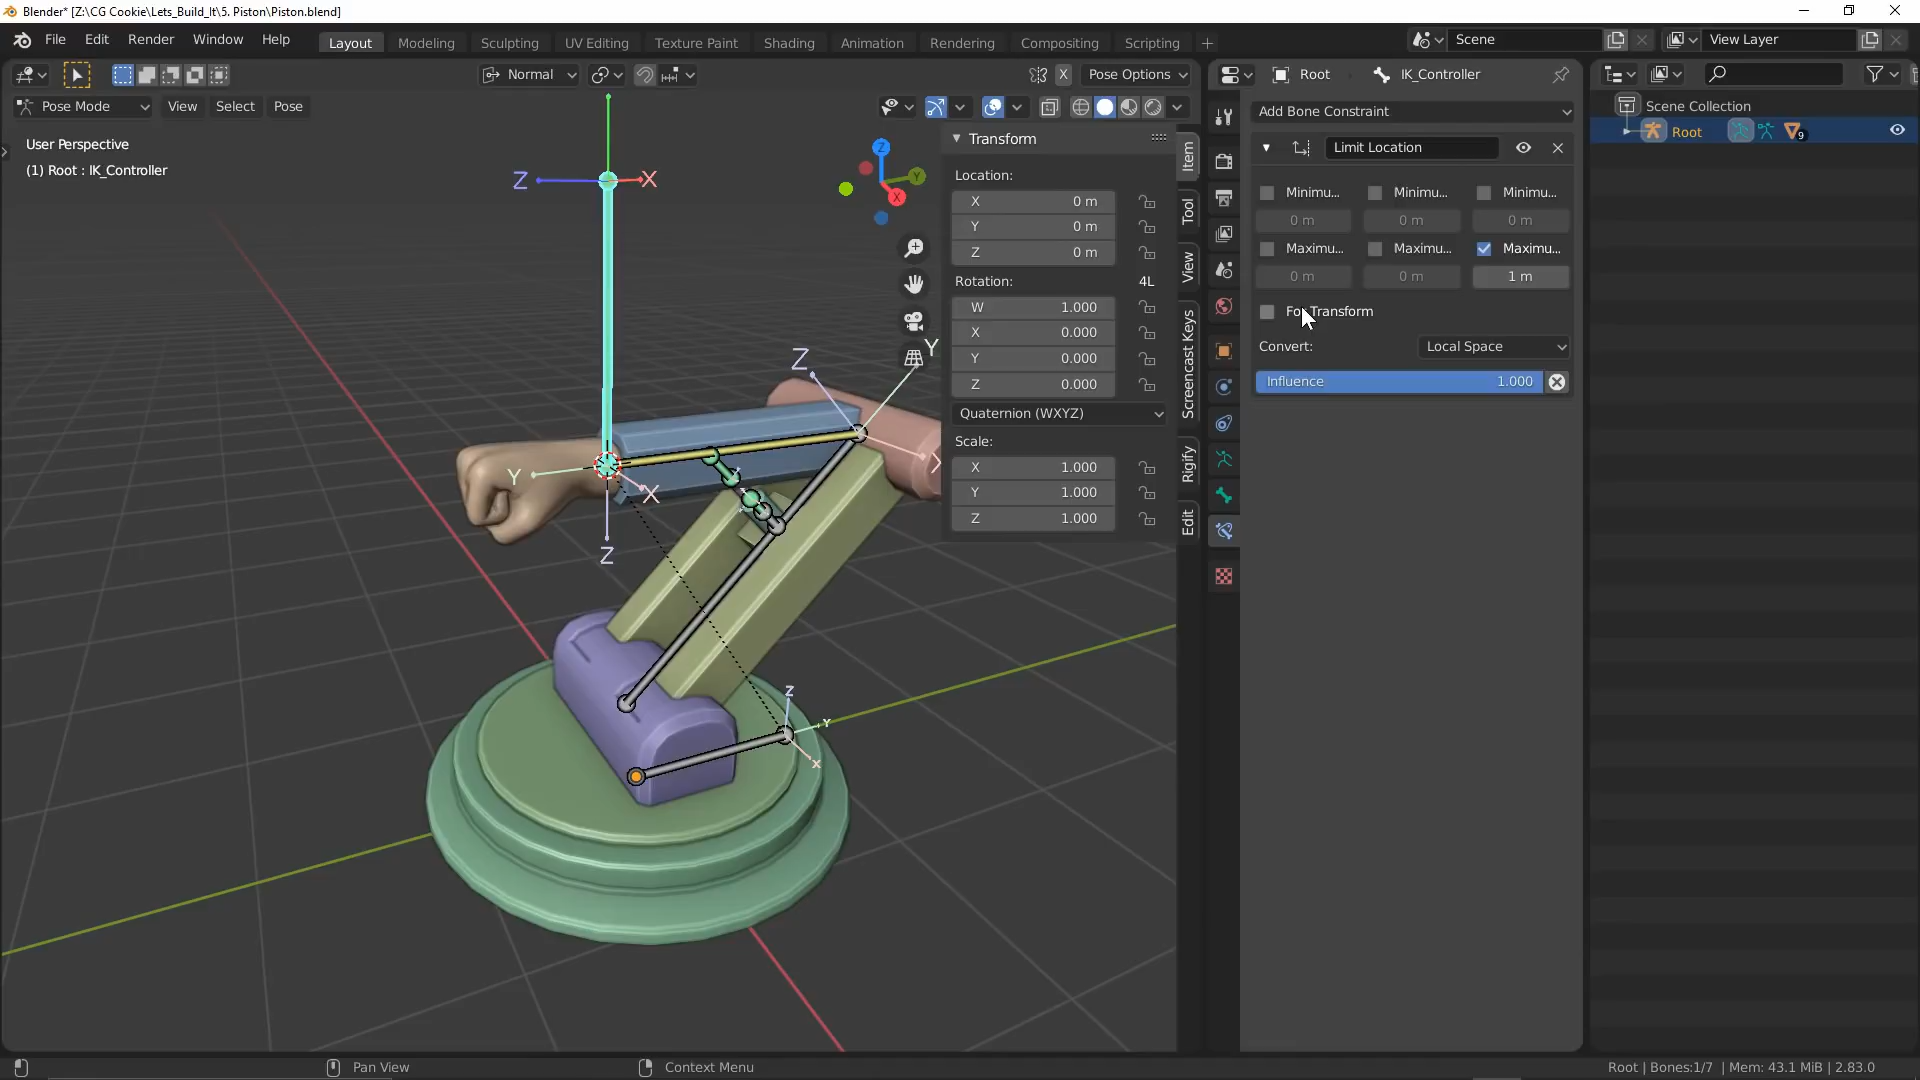 Blender* [Z:\CG Cookie\Lets_Build_It\5. Piston\Piston.blend]
File Edit Render Window Help Layout Modeling Sculpting UV Editing Texture Paint Shading Animation Rendering Compositing Scripting + Scene View Layer
Normal X Pose Options Root IK_Controller
Pose Mode View Select Pose Add Bone Constraint Scene Collection
Root 9
User Perspective
(1) Root : IK_Controller
Transform
Location:
X 0 m
Y 0 m
Z 0 m
Rotation: 4L
W 1.000
X 0.000
Y 0.000
Z 0.000
Quaternion (WXYZ)
Scale:
X 1.000
Y 1.000
Z 1.000
Item
Tool
View
Screencast Keys
Rigify
Edit
Limit Location
Minimu... Minimu... Minimu...
0 m 0 m 0 m
Maximu... Maximu... Maximu...
0 m 0 m 1 m
For Transform
Convert: Local Space
Influence 1.000
Z X
Z Y X
Z Y
Y X
X
Z
Z Y
X
Pan View Context Menu Root | Bones:1/7 | Mem: 43.1 MiB | 2.83.0